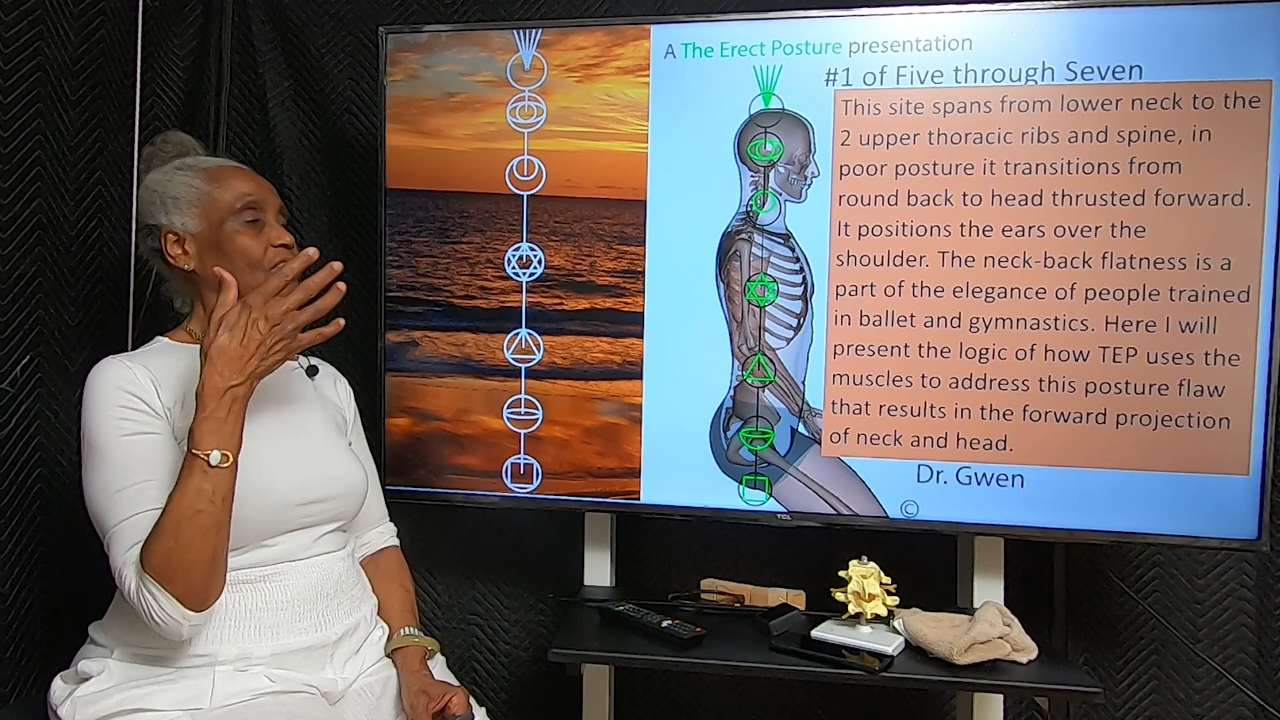 A The Erect Posture presentation
#1 of Five through Seven
This site spans from lower neck to the
2 upper thoracic ribs and spine, in
poor posture it transitions from
round back to head thrusted forward.
It positions the ears over the
shoulder. The neck-back flatness is a
part of the elegance of people trained
in ballet and gymnastics. Here I will
present the logic of how TEP uses the
muscles to address this posture flaw
that results in the forward projection
of neck and head.
Dr. Gwen
©
TCL